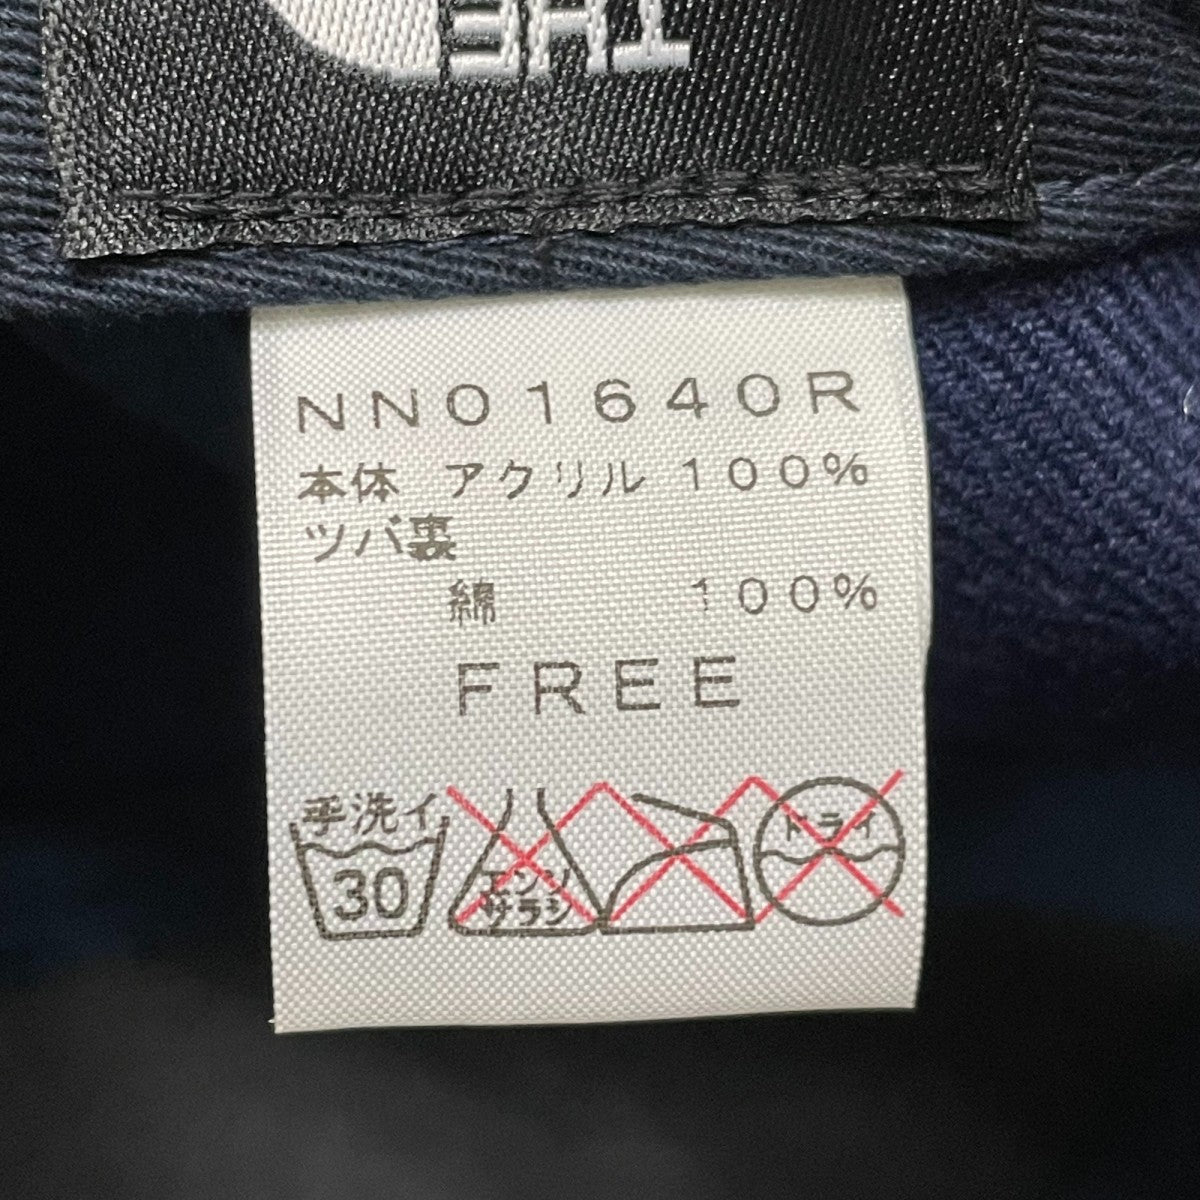 THE
NN01640R
本体 アクリル 100%
ツバ裏
綿 100%
FREE
手洗イ
30
エンソ
サラシ
ドライ